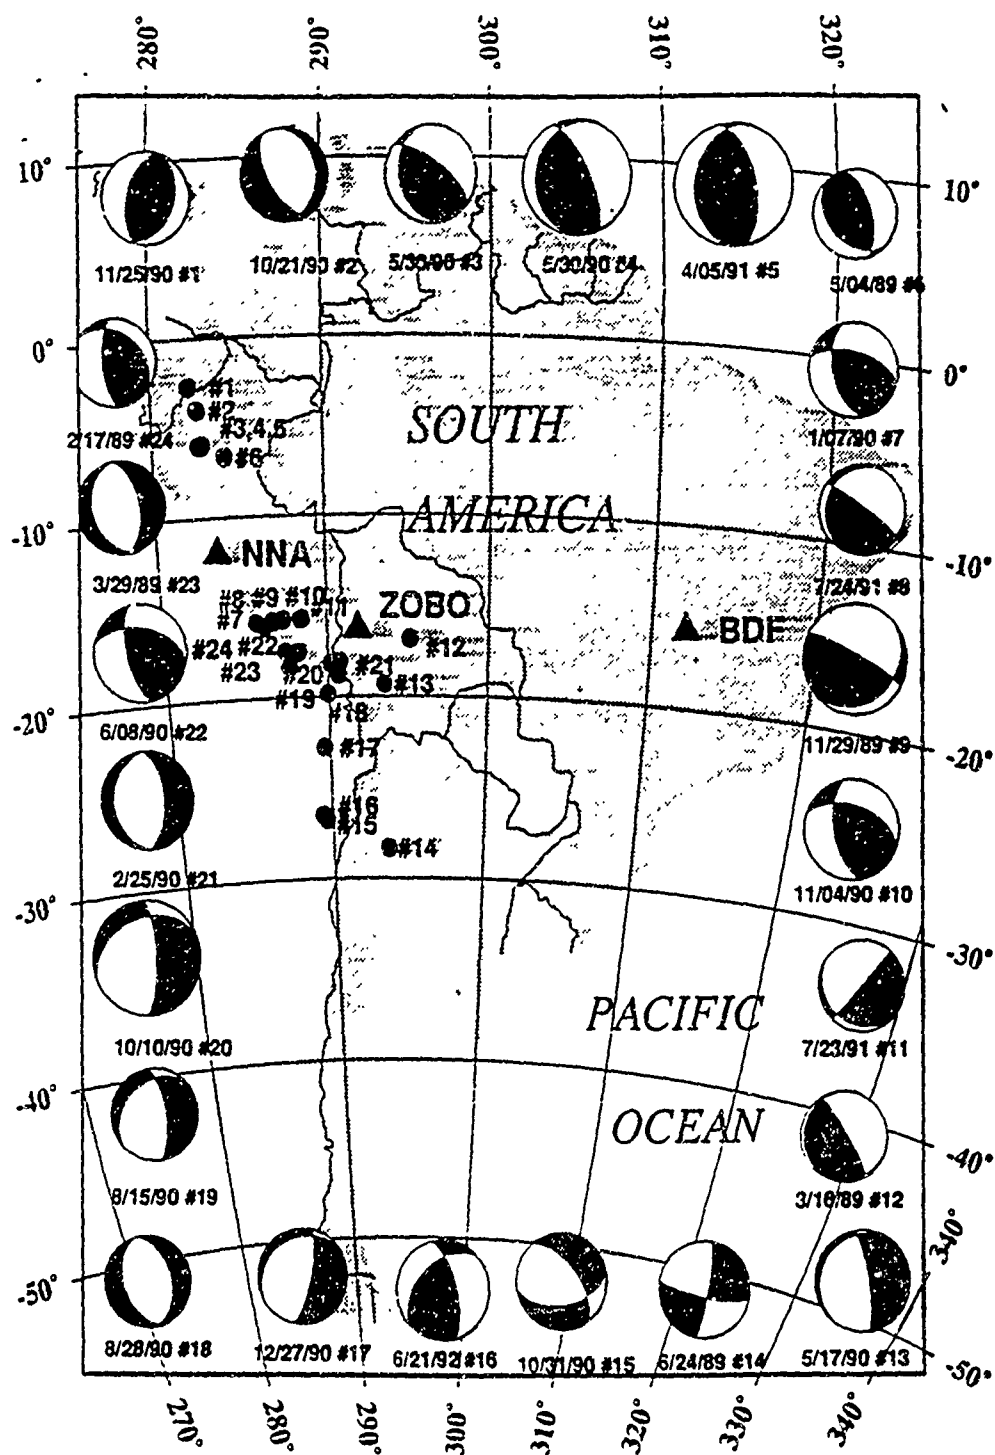 280° 290° 300° 310° 320°
10° 10°
11/25/90 #1 10/21/90 #2 5/30/90 #3 5/30/90 #4 4/05/91 #5 5/04/89 #6
0° 0°
#1
#2
SOUTH
#3,4,5
2/17/89 #24 1/07/90 #7
#6
AMERICA
-10° -10°
NNA
3/29/89 #23 7/24/91 #8
#8 #9 #10
#11 ZOBO
#7 BDF
#24 #22 #12
#23 #20 #21
#13
#19
#18
-20° -20°
6/08/90 #22 11/29/89 #9
#17
#16
#15
#14
2/25/90 #21 11/04/90 #10
-30° -30°
PACIFIC
10/10/90 #20 7/23/91 #11
-40° -40°
OCEAN
8/15/90 #19 3/16/89 #12
340°
-50° -50°
8/28/90 #18 12/27/90 #17 6/21/92 #16 10/31/90 #15 6/24/89 #14 5/17/90 #13
270° 280° 290° 300° 310° 320° 330° 340°